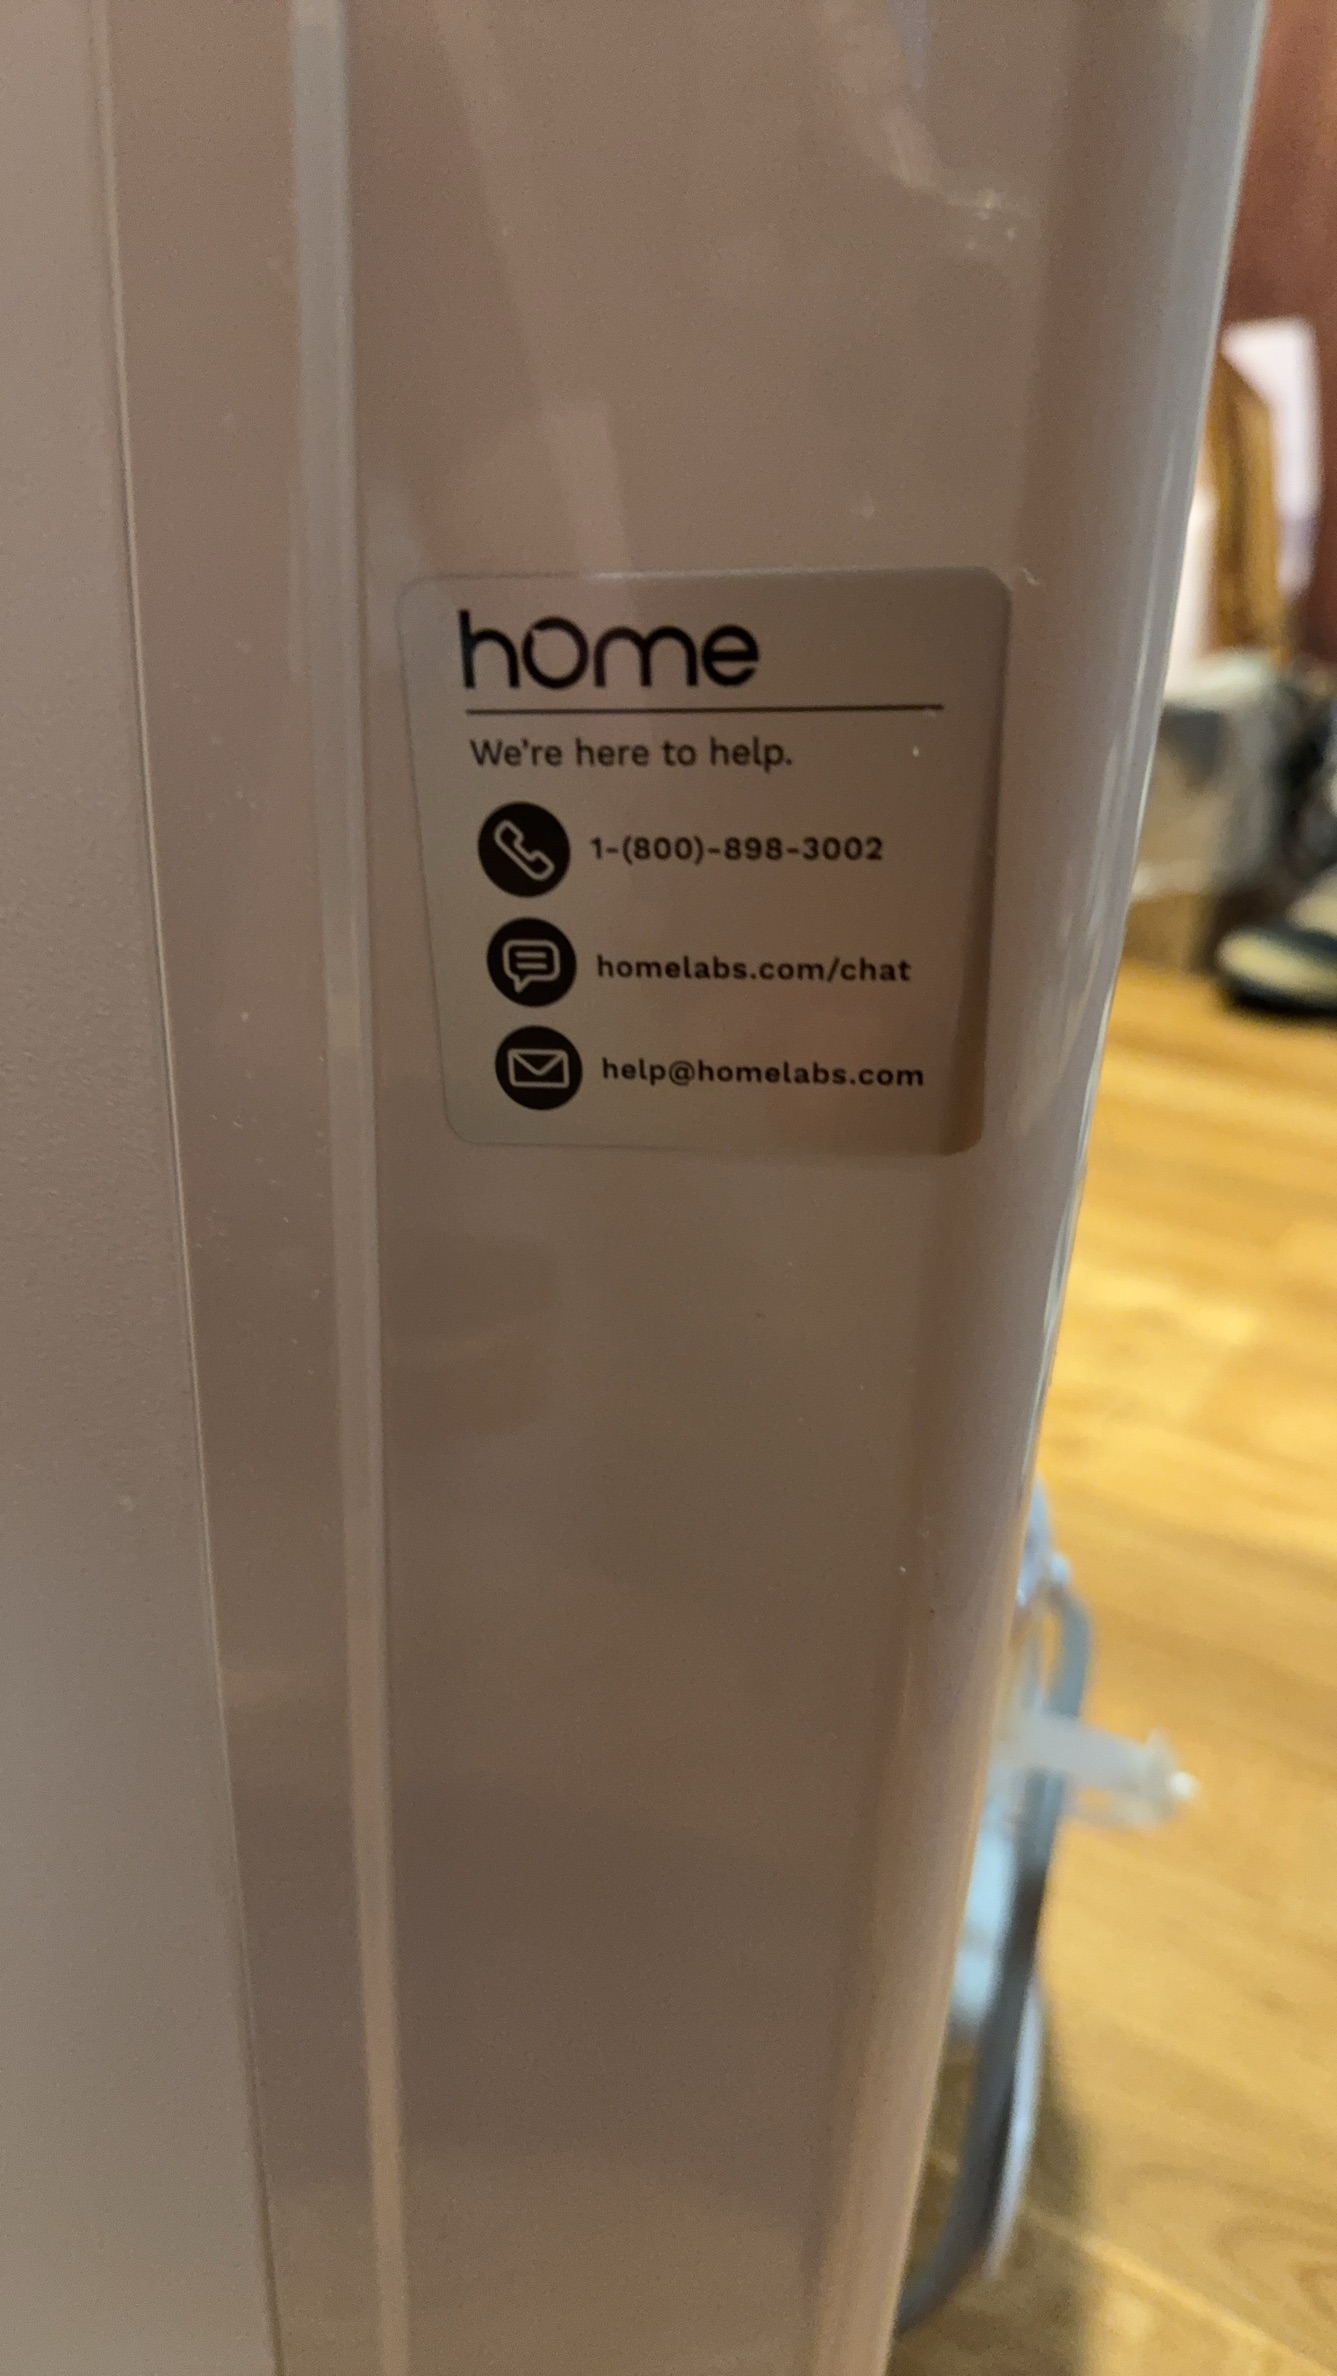 home
We're here to help.
1-(800)-898-3002
homelabs.com/chat
help@homelabs.com